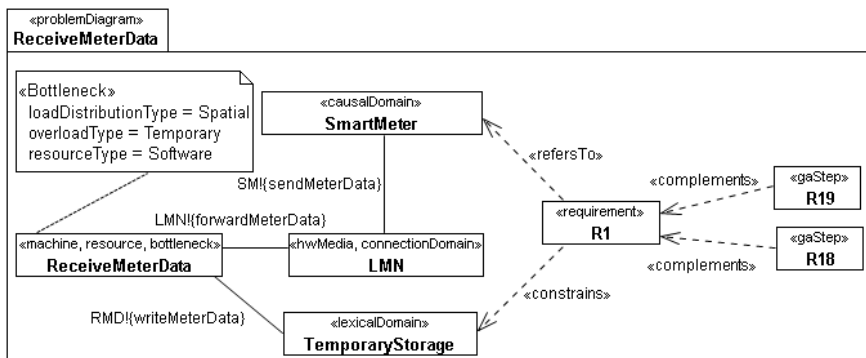 «problemDiagram»
ReceiveMeterData
«Bottleneck»
loadDistributionType = Spatial
overloadType = Temporary
resourceType = Software
«causalDomain»
SmartMeter
«refersTo»
SM!{sendMeterData}
«complements»
«gaStep»
R19
LMN!{forwardMeterData}
«requirement»
R1
«machine, resource, bottleneck»
ReceiveMeterData
«hwMedia, connectionDomain»
LMN
«gaStep»
R18
«complements»
«constrains»
RMD!{writeMeterData}
«lexicalDomain»
TemporaryStorage